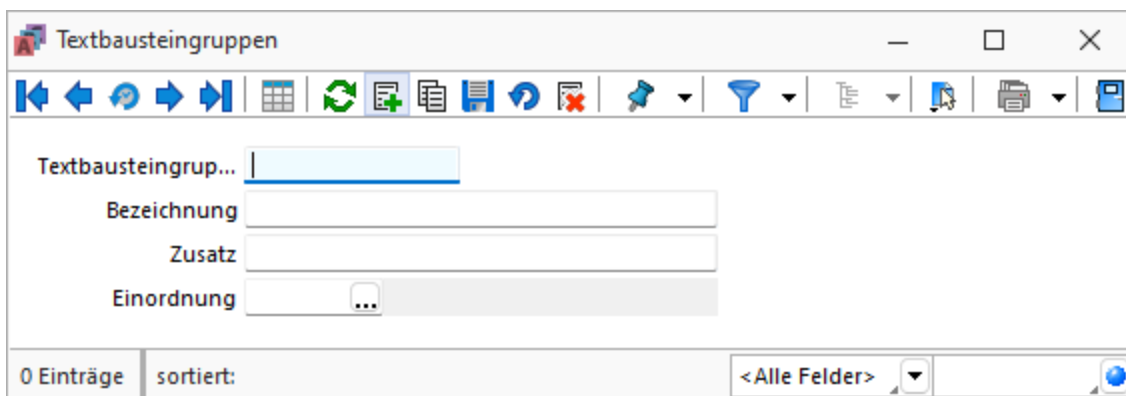 Textbausteingruppen
Textbausteingrup...
Bezeichnung
Zusatz
Einordnung ...
0 Einträge sortiert: <Alle Felder>